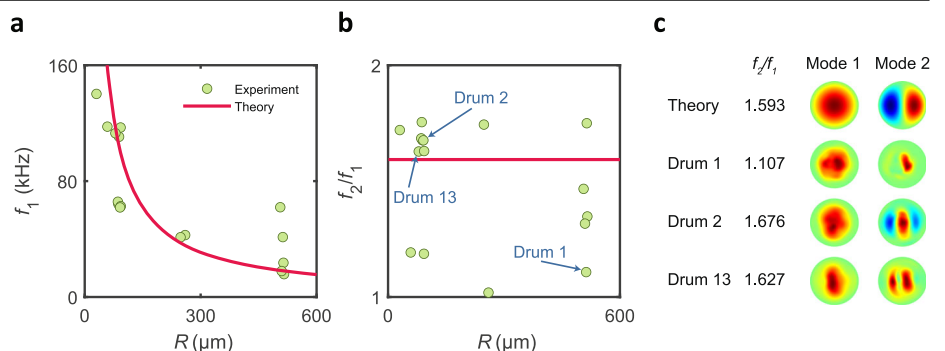 a
b
c
160
80
0
f₁ (kHz)
0 300 600
R (µm)
Experiment
Theory
2
1
f₂/f₁
0 300 600
R (µm)
Drum 2
Drum 13
Drum 1
f₂/f₁ Mode 1 Mode 2
Theory 1.593
Drum 1 1.107
Drum 2 1.676
Drum 13 1.627